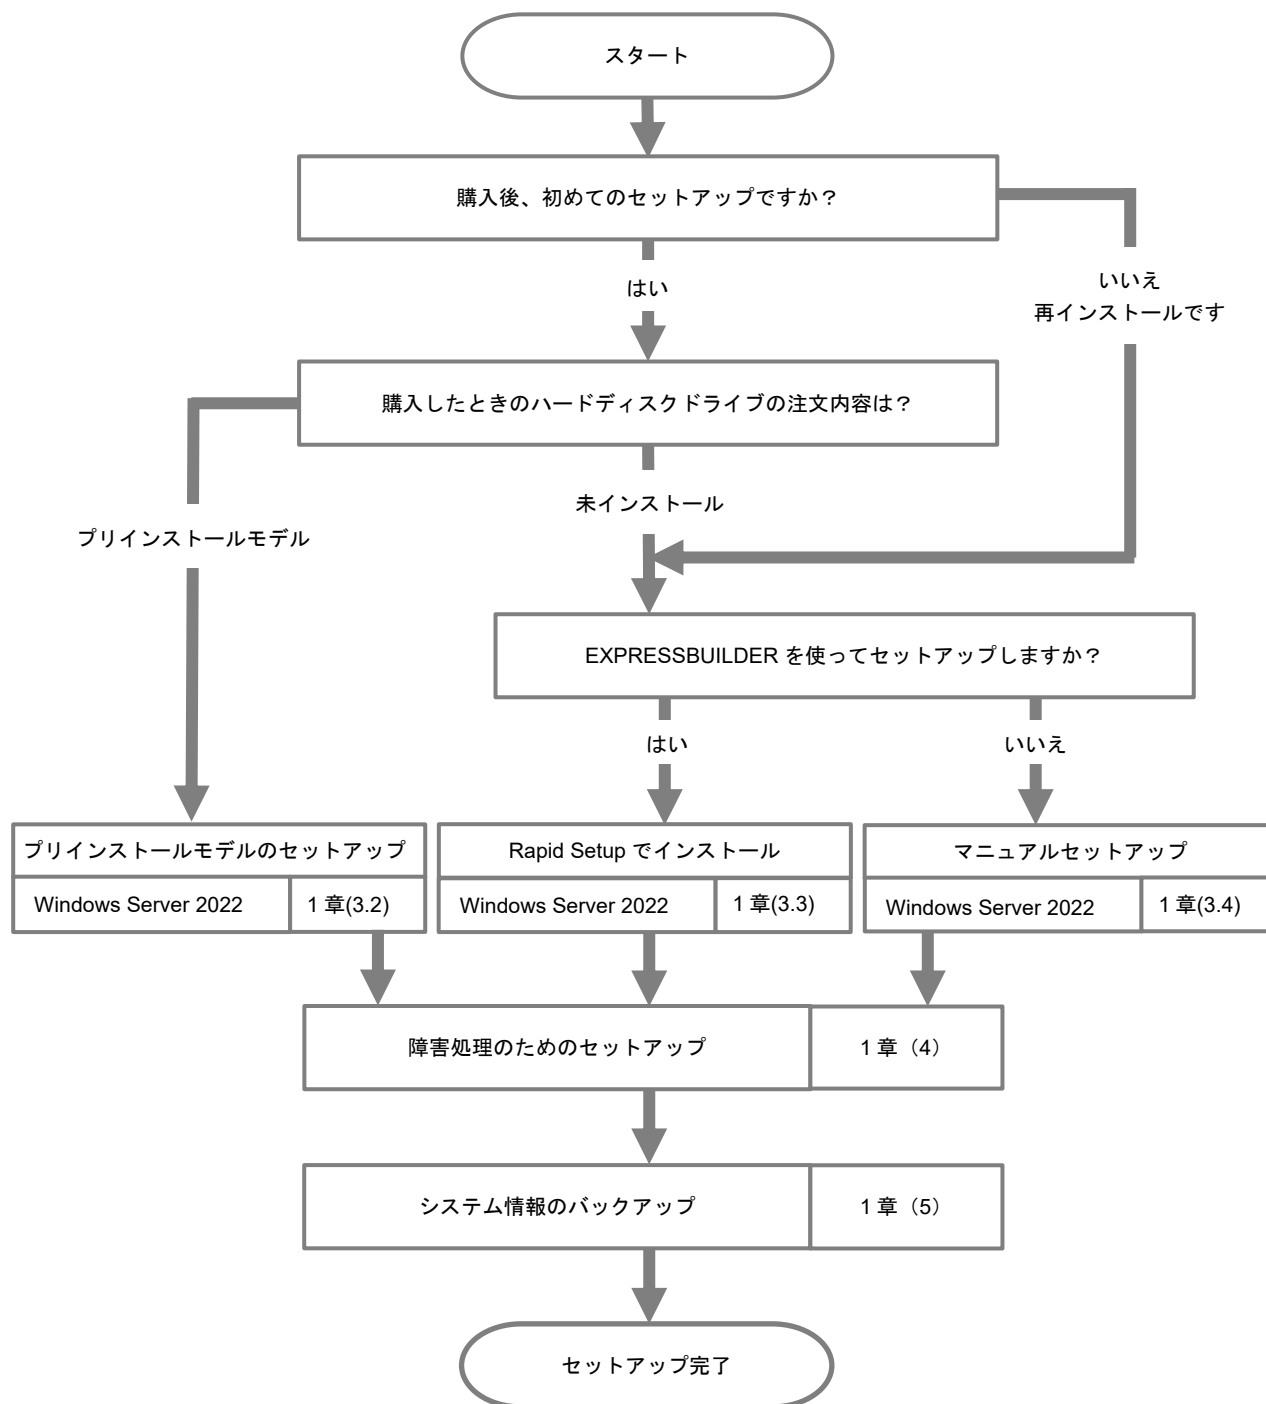 スタート
購入後、初めてのセットアップですか？
はい
いいえ
再インストールです
購入したときのハードディスクドライブの注文内容は？
未インストール
プリインストールモデル
EXPRESSBUILDER を使ってセットアップしますか？
はい
いいえ
プリインストールモデルのセットアップ
Windows Server 2022
1 章(3.2)
Rapid Setup でインストール
Windows Server 2022
1 章(3.3)
マニュアルセットアップ
Windows Server 2022
1 章(3.4)
障害処理のためのセットアップ
1 章（4）
システム情報のバックアップ
1 章（5）
セットアップ完了